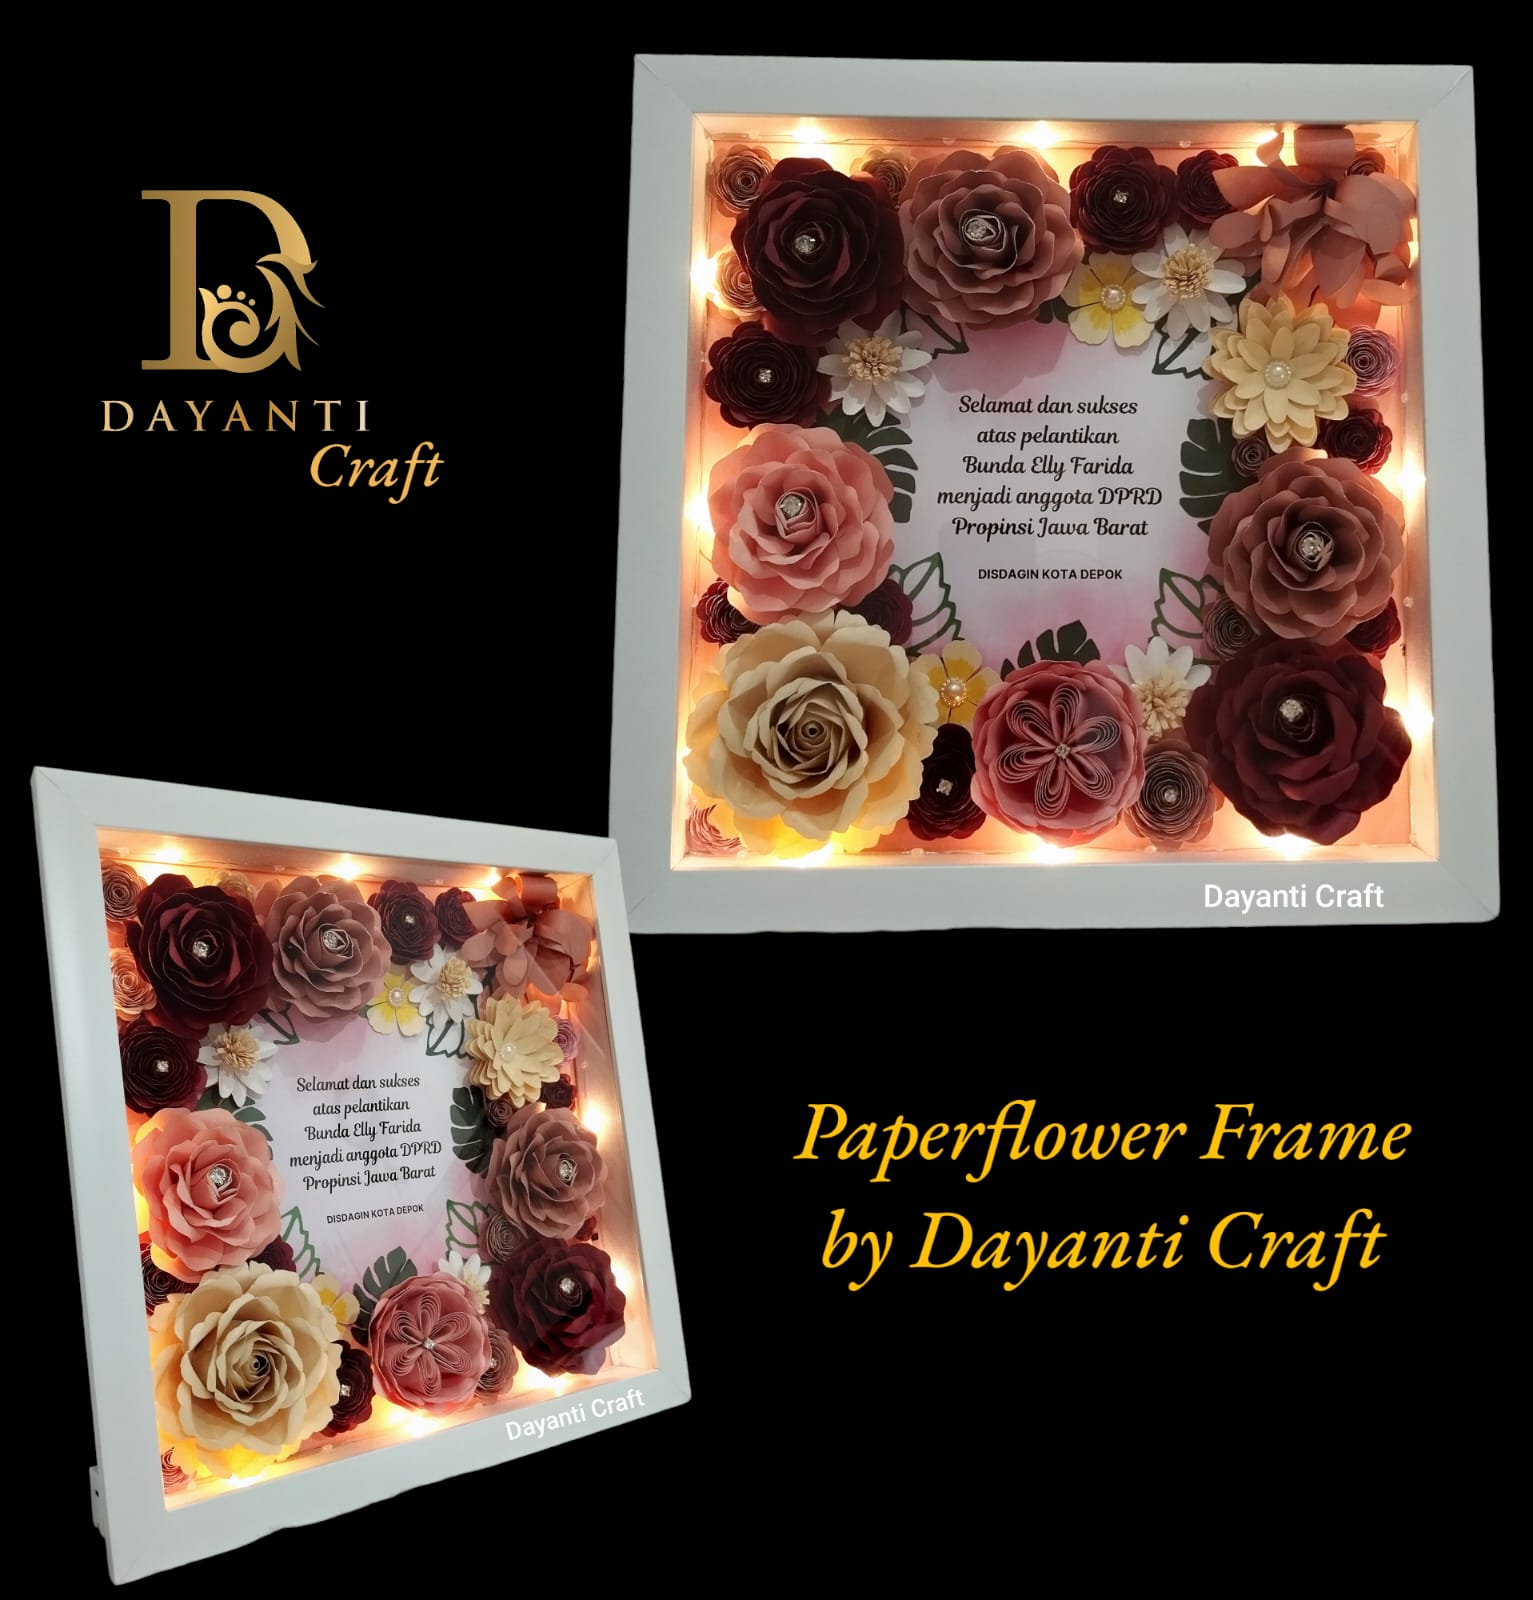 DAYANTI
Craft
Selamat dan sukses
atas pelantikan
Bunda Elly Farida
menjadi anggota DPRD
Propinsi Jawa Barat
DISDAGIN KOTA DEPOK
Dayanti Craft
Selamat dan sukses
atas pelantikan
Bunda Elly Farida
menjadi anggota DPRD
Propinsi Jawa Barat
DISDAGIN KOTA DEPOK
Dayanti Craft
Paperflower Frame
by Dayanti Craft